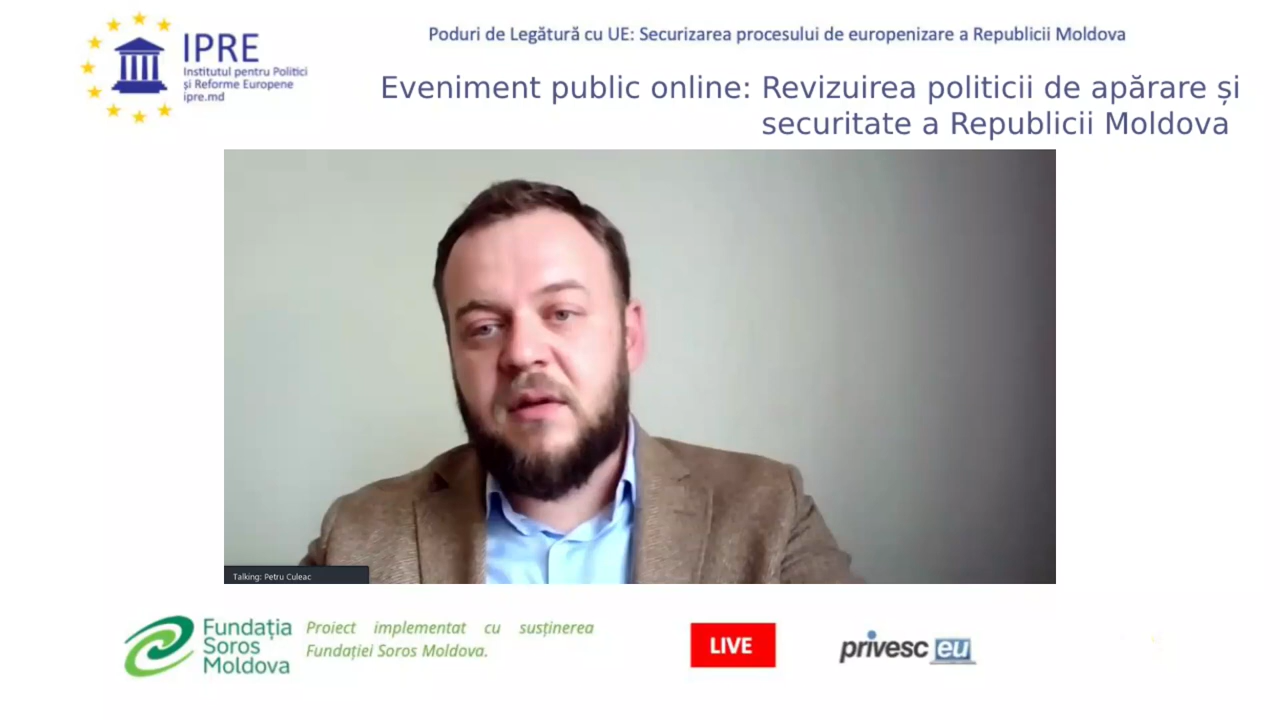 Poduri de Legătură cu UE: Securizarea procesului de europenizare a Republicii Moldova
IPRE
Institutul pentru Politici
și Reforme Europene
ipre.md
Eveniment public online: Revizuirea politicii de apărare și
securitate a Republicii Moldova
Talking: Petru Culeac
Fundația
Soros
Moldova
Proiect implementat cu susținerea
Fundației Soros Moldova.
LIVE
privesc eu